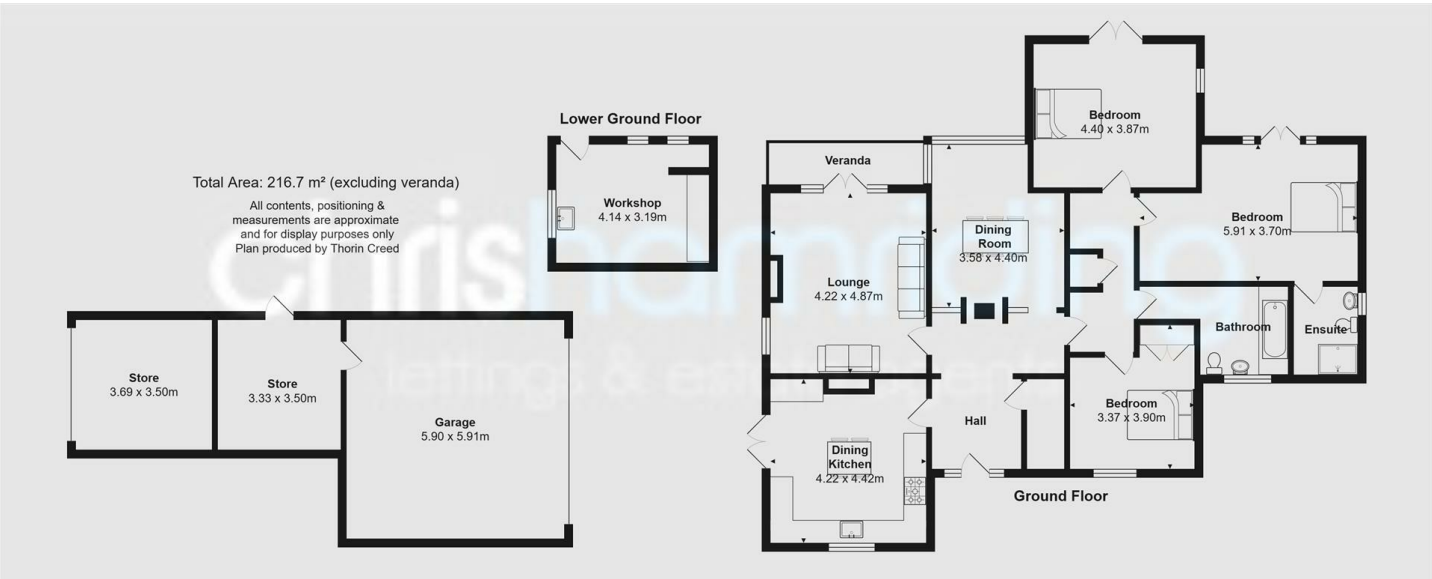 Lower Ground Floor
Total Area: 216.7 m² (excluding veranda)
All contents, positioning &
measurements are approximate
and for display purposes only
Plan produced by Thorin Creed
Workshop
4.14 x 3.19m
Store
3.69 x 3.50m
Store
3.33 x 3.50m
Garage
5.90 x 5.91m
Bedroom
4.40 x 3.87m
Veranda
Bedroom
5.91 x 3.70m
Dining
Room
3.58 x 4.40m
Lounge
4.22 x 4.87m
Bathroom
Ensuite
Bedroom
3.37 x 3.90m
Hall
Dining
Kitchen
4.22 x 4.42m
Ground Floor
chrishamriding
lettings & estate agents